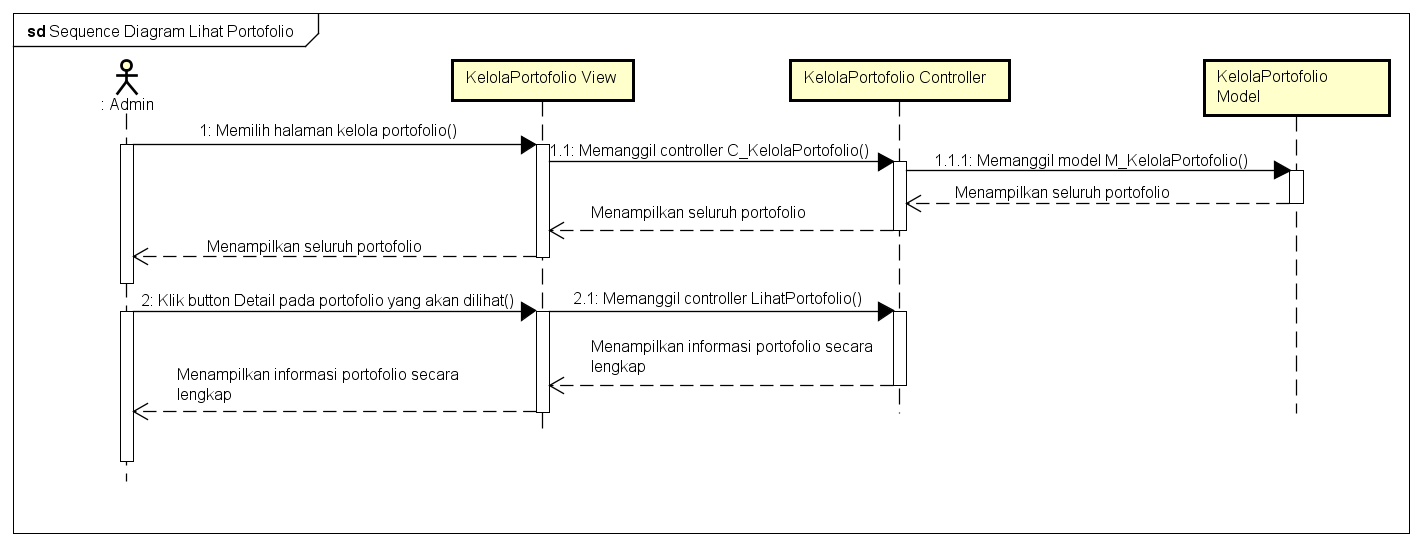 sd Sequence Diagram Lihat Portofolio
: Admin
KelolaPortofolio View
KelolaPortofolio Controller
KelolaPortofolio
Model
1: Memilih halaman kelola portofolio()
1.1: Memanggil controller C_KelolaPortofolio()
1.1.1: Memanggil model M_KelolaPortofolio()
Menampilkan seluruh portofolio
Menampilkan seluruh portofolio
Menampilkan seluruh portofolio
2: Klik button Detail pada portofolio yang akan dilihat()
2.1: Memanggil controller LihatPortofolio()
Menampilkan informasi portofolio secara
lengkap
Menampilkan informasi portofolio secara
lengkap